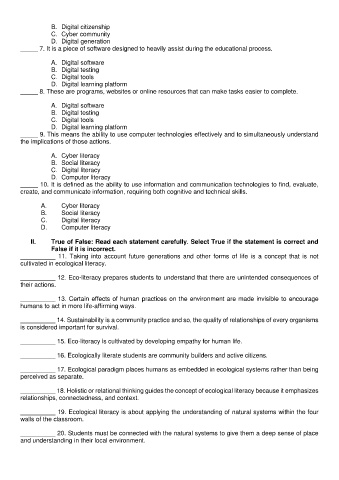 B. Digital citizenship
C. Cyber community
D. Digital generation
_____ 7. It is a piece of software designed to heavily assist during the educational process.
A. Digital software
B. Digital testing
C. Digital tools
D. Digital learning platform
_____ 8. These are programs, websites or online resources that can make tasks easier to complete.
A. Digital software
B. Digital testing
C. Digital tools
D. Digital learning platform
_____ 9. This means the ability to use computer technologies effectively and to simultaneously understand
the implications of those actions.
A. Cyber literacy
B. Social literacy
C. Digital literacy
D. Computer literacy
_____ 10. It is defined as the ability to use information and communication technologies to find, evaluate,
create, and communicate information, requiring both cognitive and technical skills.
A. Cyber literacy
B. Social literacy
C. Digital literacy
D. Computer literacy
II. True of False: Read each statement carefully. Select True if the statement is correct and
False if it is incorrect.
__________ 11. Taking into account future generations and other forms of life is a concept that is not
cultivated in ecological literacy.
__________ 12. Eco-literacy prepares students to understand that there are unintended consequences of
their actions.
__________ 13. Certain effects of human practices on the environment are made invisible to encourage
humans to act in more life-affirming ways.
__________ 14. Sustainability is a community practice and so, the quality of relationships of every organisms
is considered important for survival.
__________ 15. Eco-literacy is cultivated by developing empathy for human life.
__________ 16. Ecologically literate students are community builders and active citizens.
__________ 17. Ecological paradigm places humans as embedded in ecological systems rather than being
perceived as separate.
__________ 18. Holistic or relational thinking guides the concept of ecological literacy because it emphasizes
relationships, connectedness, and context.
__________ 19. Ecological literacy is about applying the understanding of natural systems within the four
walls of the classroom.
__________ 20. Students must be connected with the natural systems to give them a deep sense of place
and understanding in their local environment.